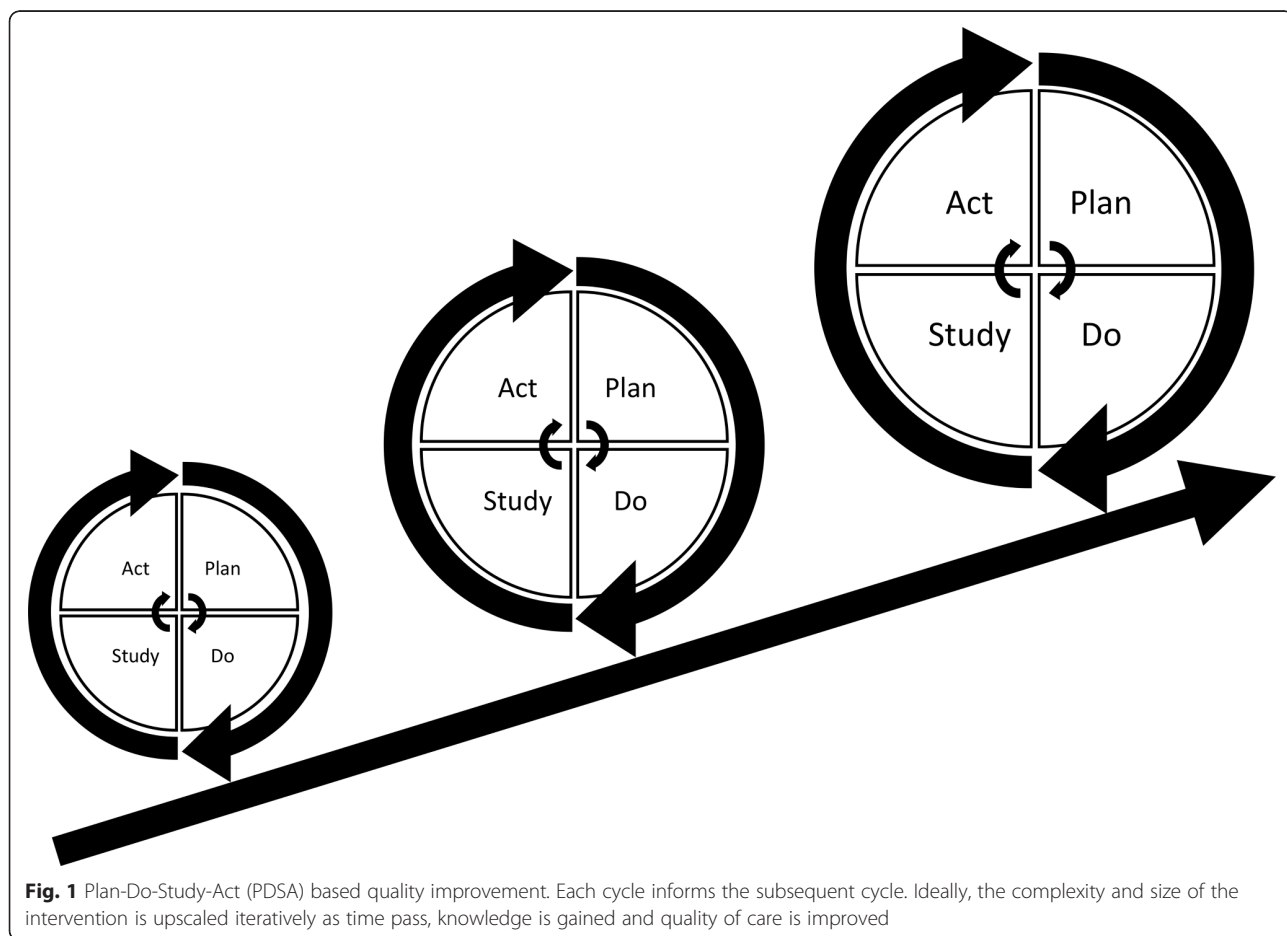 Act Plan
Study Do
Act Plan
Study Do
Act Plan
Study Do
Fig. 1 Plan-Do-Study-Act (PDSA) based quality improvement. Each cycle informs the subsequent cycle. Ideally, the complexity and size of the
intervention is upscaled iteratively as time pass, knowledge is gained and quality of care is improved